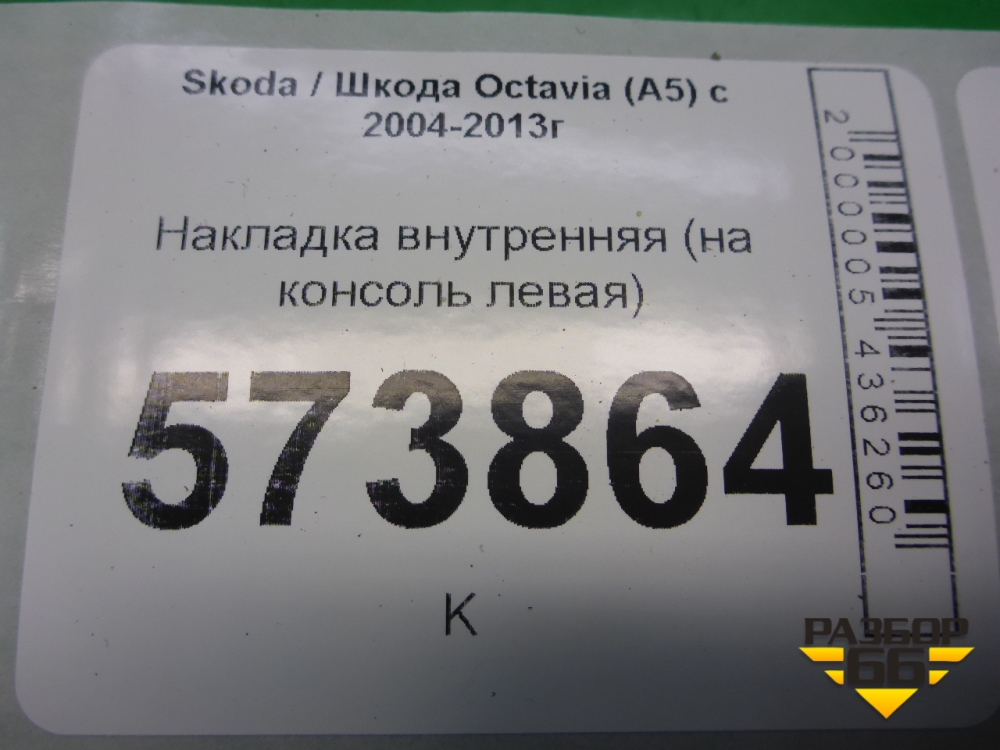 Skoda / Шкода Octavia (A5) с
2004-2013г
Накладка внутренняя (на
консоль левая)
573864
К
2000005436260
РАЗБОР
66